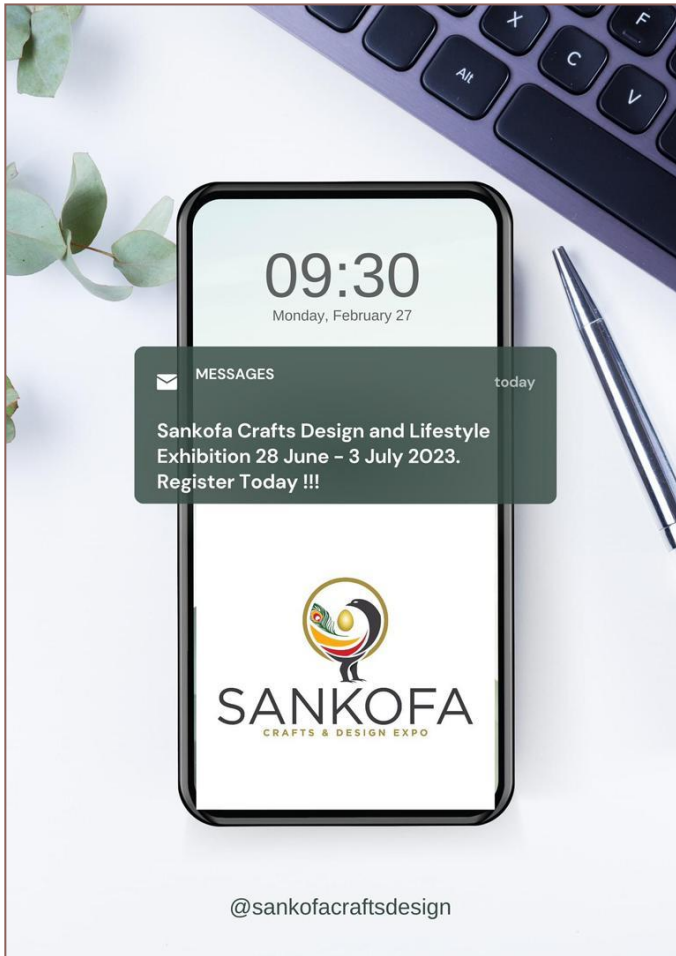 X
F
Alt
C
V
09:30
Monday, February 27
MESSAGES
today
Sankofa Crafts Design and Lifestyle
Exhibition 28 June - 3 July 2023.
Register Today !!!
SANKOFA
CRAFTS & DESIGN EXPO
@sankofacraftsdesign